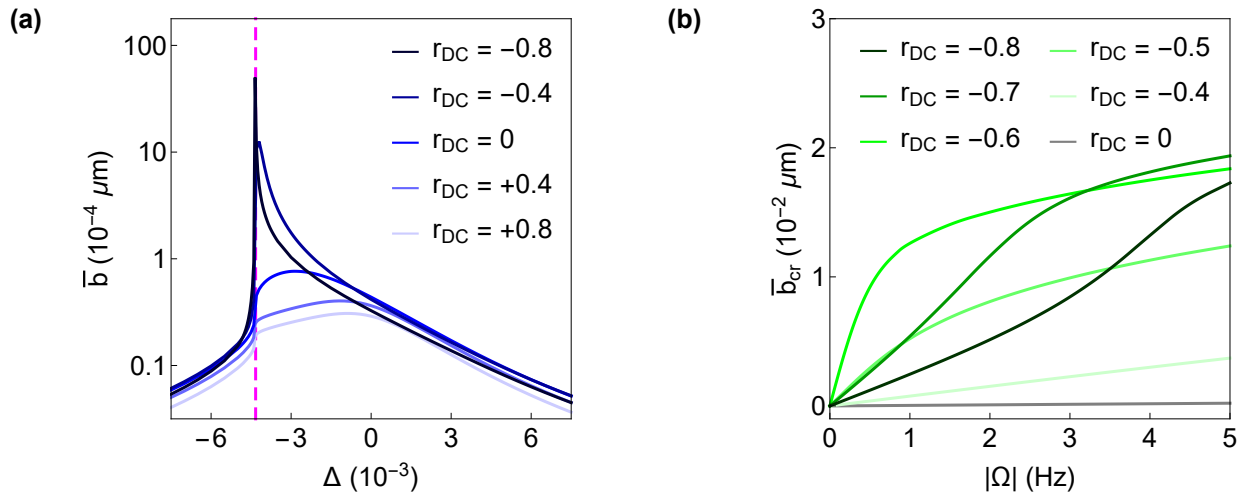 (a)
100
10
1
0.1
b̅ (10⁻⁴ μm)
r_DC = −0.8
r_DC = −0.4
r_DC = 0
r_DC = +0.4
r_DC = +0.8
−6 −3 0 3 6
Δ (10⁻³)
(b)
3
2
1
0
b̅_cr (10⁻² μm)
r_DC = −0.8 r_DC = −0.5
r_DC = −0.7 r_DC = −0.4
r_DC = −0.6 r_DC = 0
0 1 2 3 4 5
|Ω| (Hz)